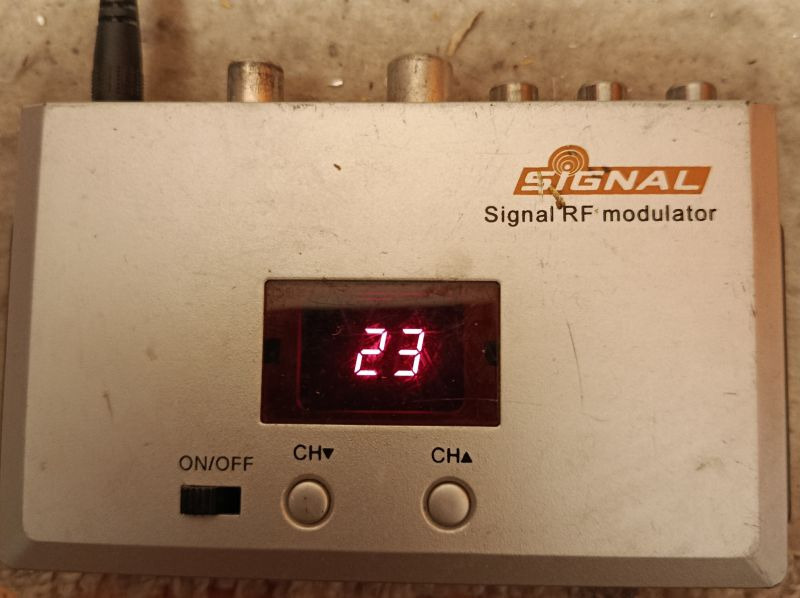 SIGNAL
Signal RF modulator
23
ON/OFF CH▼ CH▲